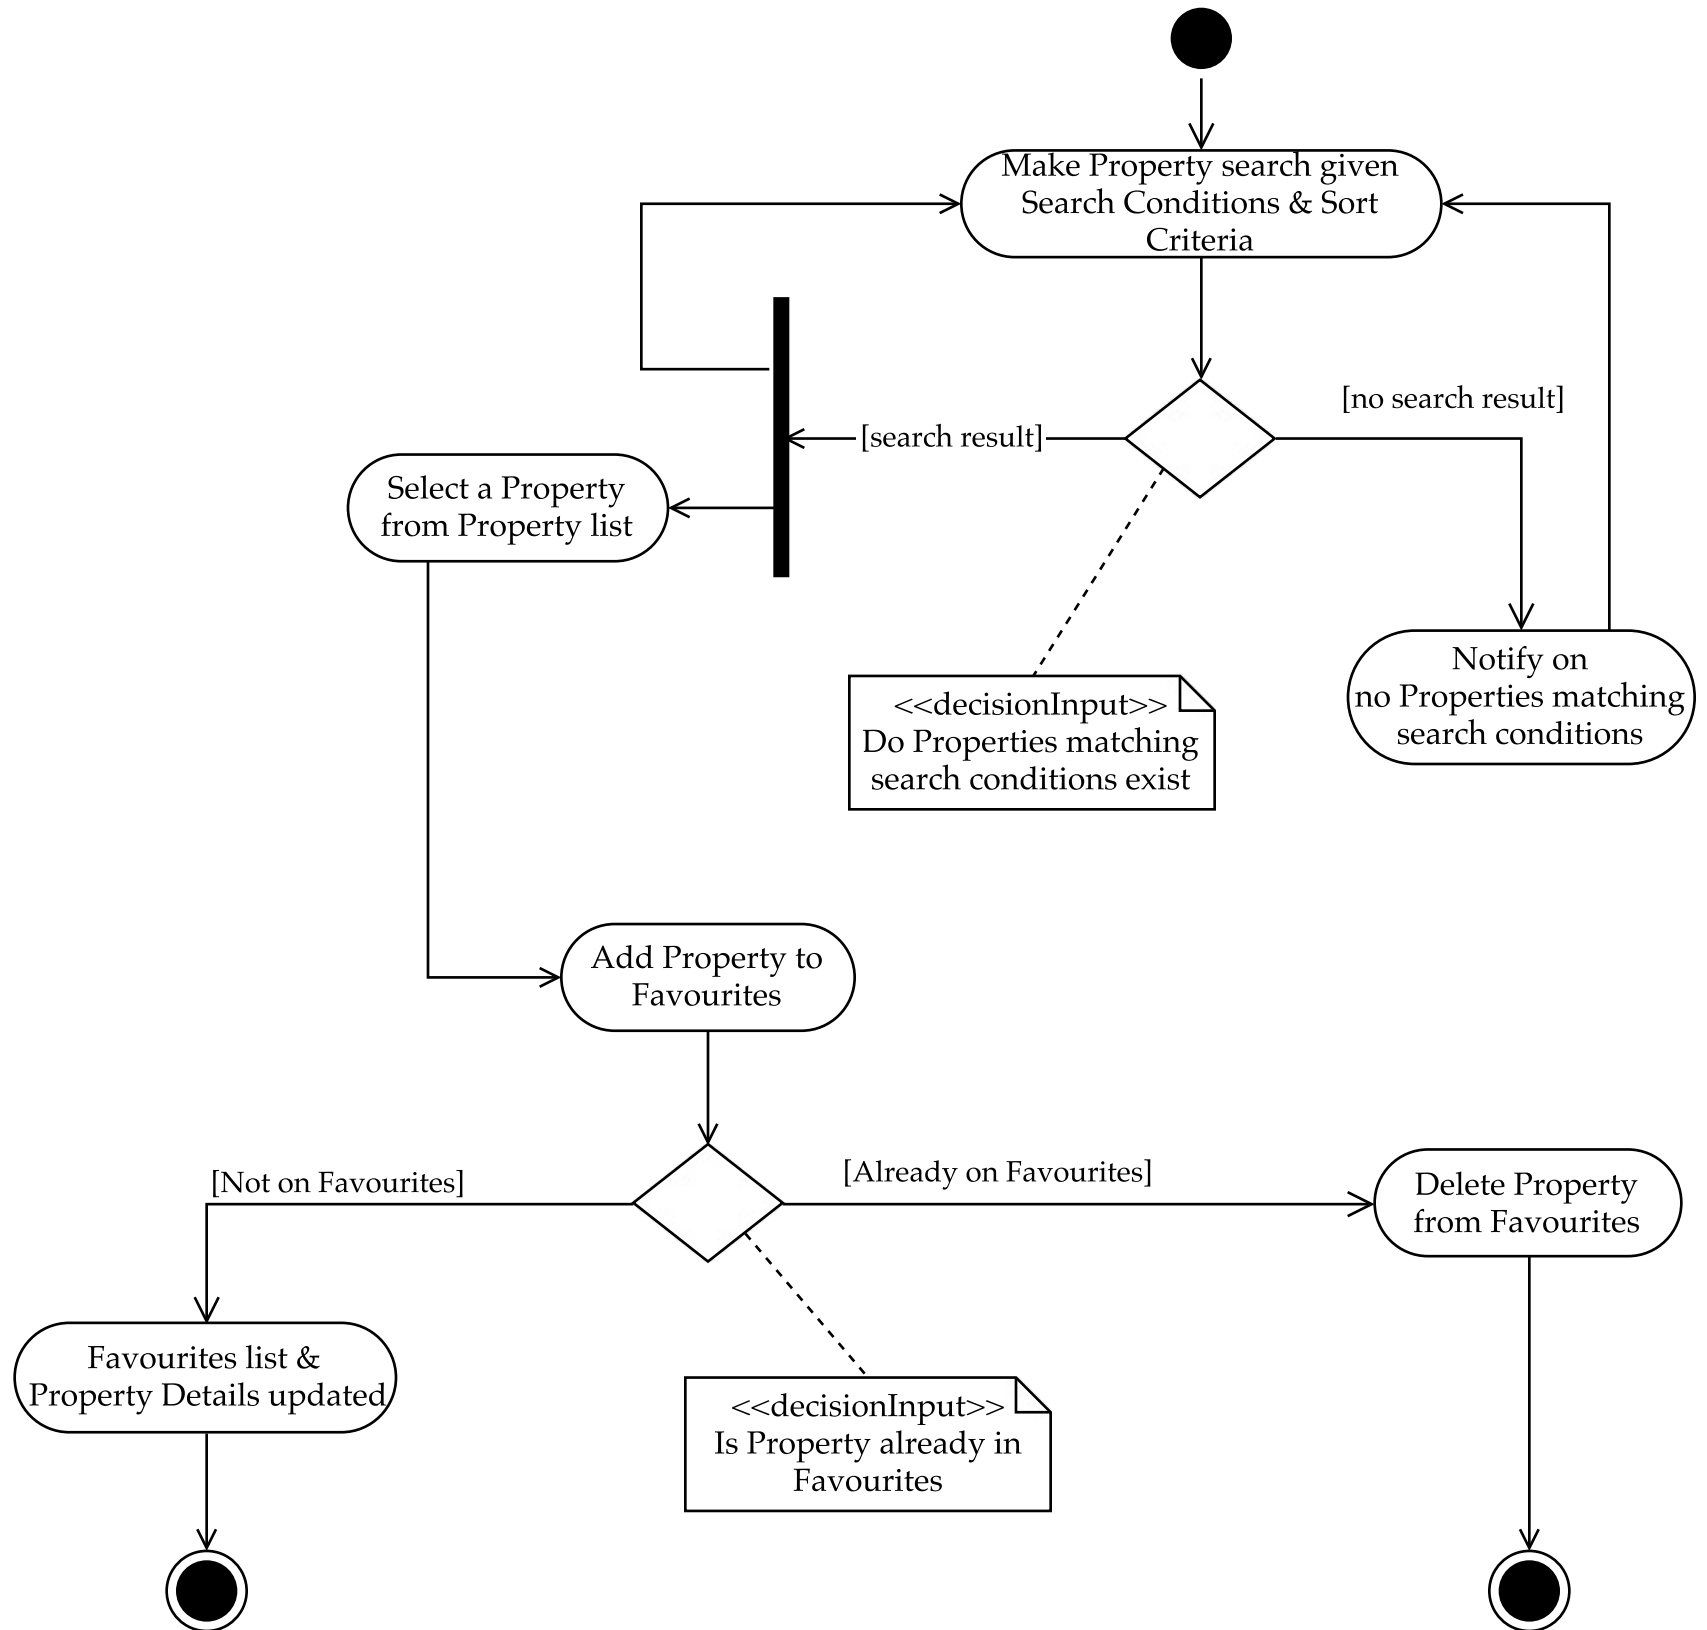 Make Property search given
Search Conditions & Sort
Criteria
[no search result]
[search result]
Select a Property
from Property list
Notify on
no Properties matching
search conditions
<<decisionInput>>
Do Properties matching
search conditions exist
Add Property to
Favourites
[Not on Favourites]
[Already on Favourites]
Delete Property
from Favourites
Favourites list &
Property Details updated
<<decisionInput>>
Is Property already in
Favourites